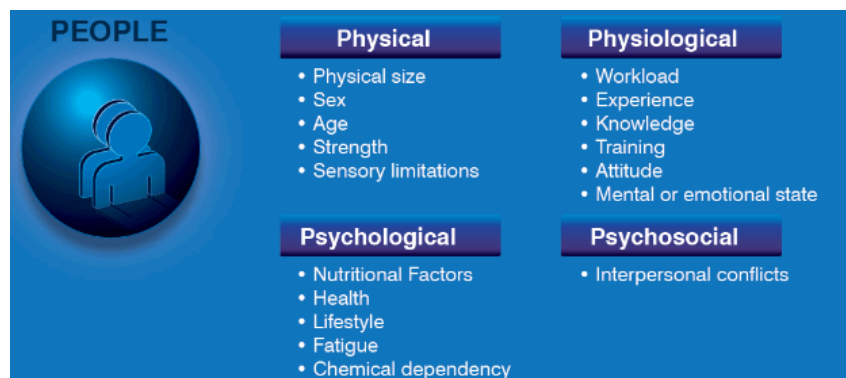 PEOPLE
Physical
• Physical size
• Sex
• Age
• Strength
• Sensory limitations
Physiological
• Workload
• Experience
• Knowledge
• Training
• Attitude
• Mental or emotional state
Psychological
• Nutritional Factors
• Health
• Lifestyle
• Fatigue
• Chemical dependency
Psychosocial
• Interpersonal conflicts